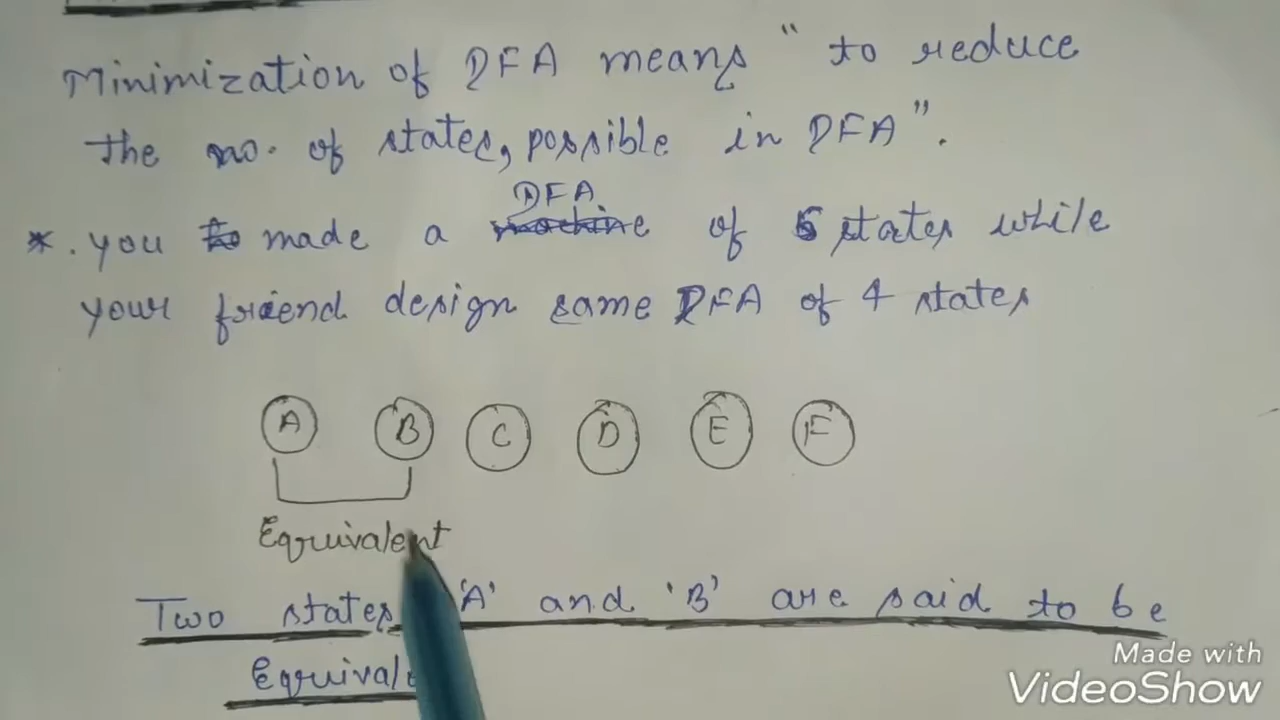 Minimization of DFA means " to reduce
the no. of states, possible in DFA".
DFA
*. you made a of 5 states while
your friend design same DFA of 4 states
A B C D E F
Equivalent
Two states 'A' and 'B' are said to be
Made with
VideoShow